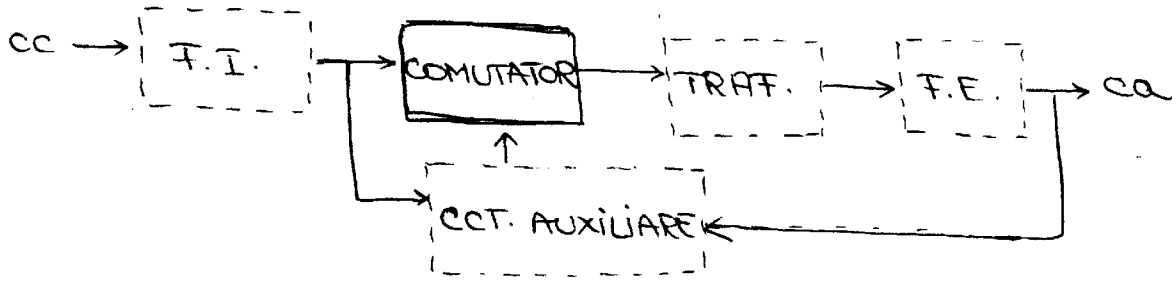 CC
F.I.
COMUTATOR
TRAF.
F.E.
ca
CCT. AUXILIARE